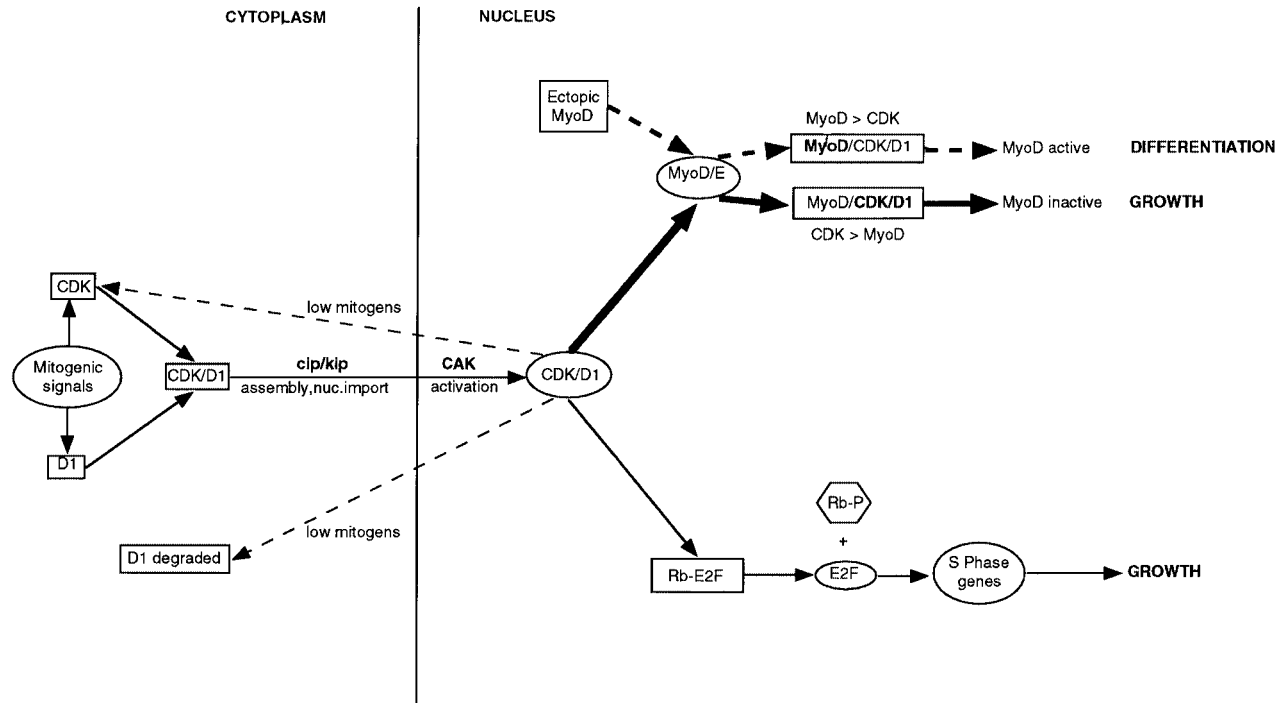 CYTOPLASM
NUCLEUS
Ectopic
MyoD
MyoD > CDK
MyoD/CDK/D1
MyoD active
DIFFERENTIATION
MyoD/E
MyoD/CDK/D1
MyoD inactive
GROWTH
CDK > MyoD
CDK
low mitogens
Mitogenic
signals
CDK/D1
cip/kip
assembly,nuc.import
CAK
activation
CDK/D1
D1
low mitogens
D1 degraded
Rb-P
+
Rb-E2F
E2F
S Phase
genes
GROWTH